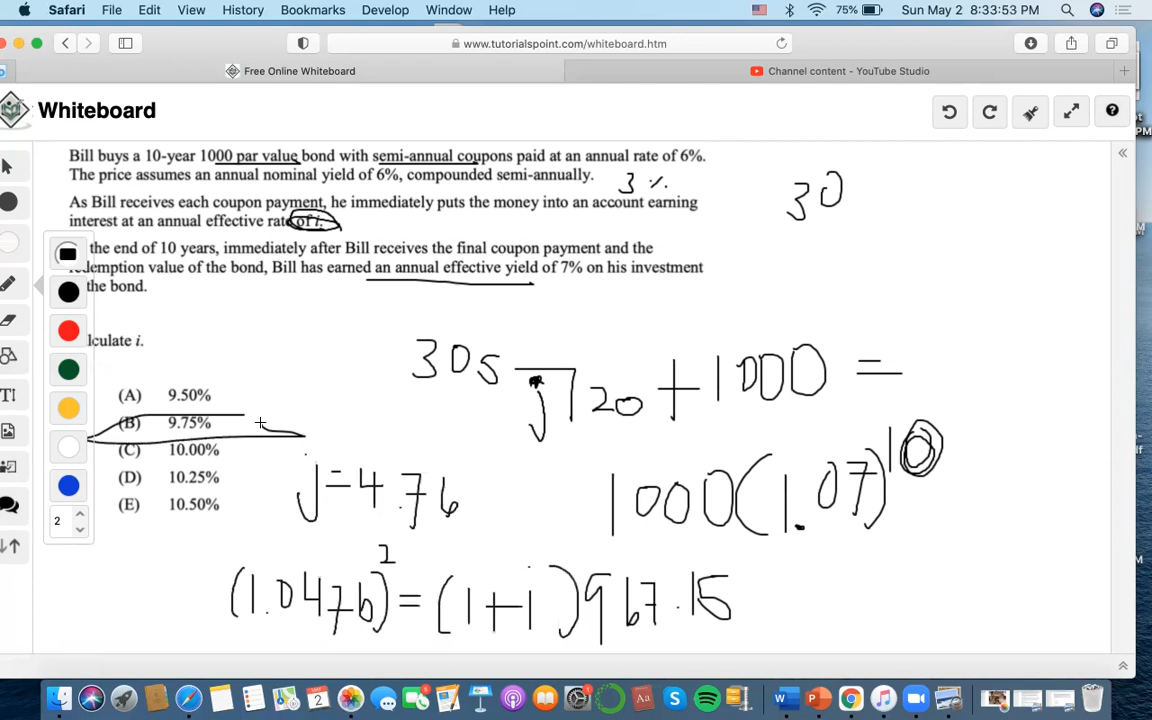 Safari File Edit View History Bookmarks Develop Window Help 75% Sun May 2 8:33:53 PM
www.tutorialspoint.com/whiteboard.htm
Free Online Whiteboard Channel content - YouTube Studio
Whiteboard
Bill buys a 10-year 1000 par value bond with semi-annual coupons paid at an annual rate of 6%.
The price assumes an annual nominal yield of 6%, compounded semi-annually.
3 %
30
As Bill receives each coupon payment, he immediately puts the money into an account earning
interest at an annual effective rate of i.
the end of 10 years, immediately after Bill receives the final coupon payment and the
demption value of the bond, Bill has earned an annual effective yield of 7% on his investment
the bond.
lculate i.
30 s j 20 + 1000 =
(A) 9.50%
(B) 9.75%
(C) 10.00%
(D) 10.25%
(E) 10.50%
1000(1.07)^10
j = 4.76
2
(1.0476)^2 = (1+i) 967.15